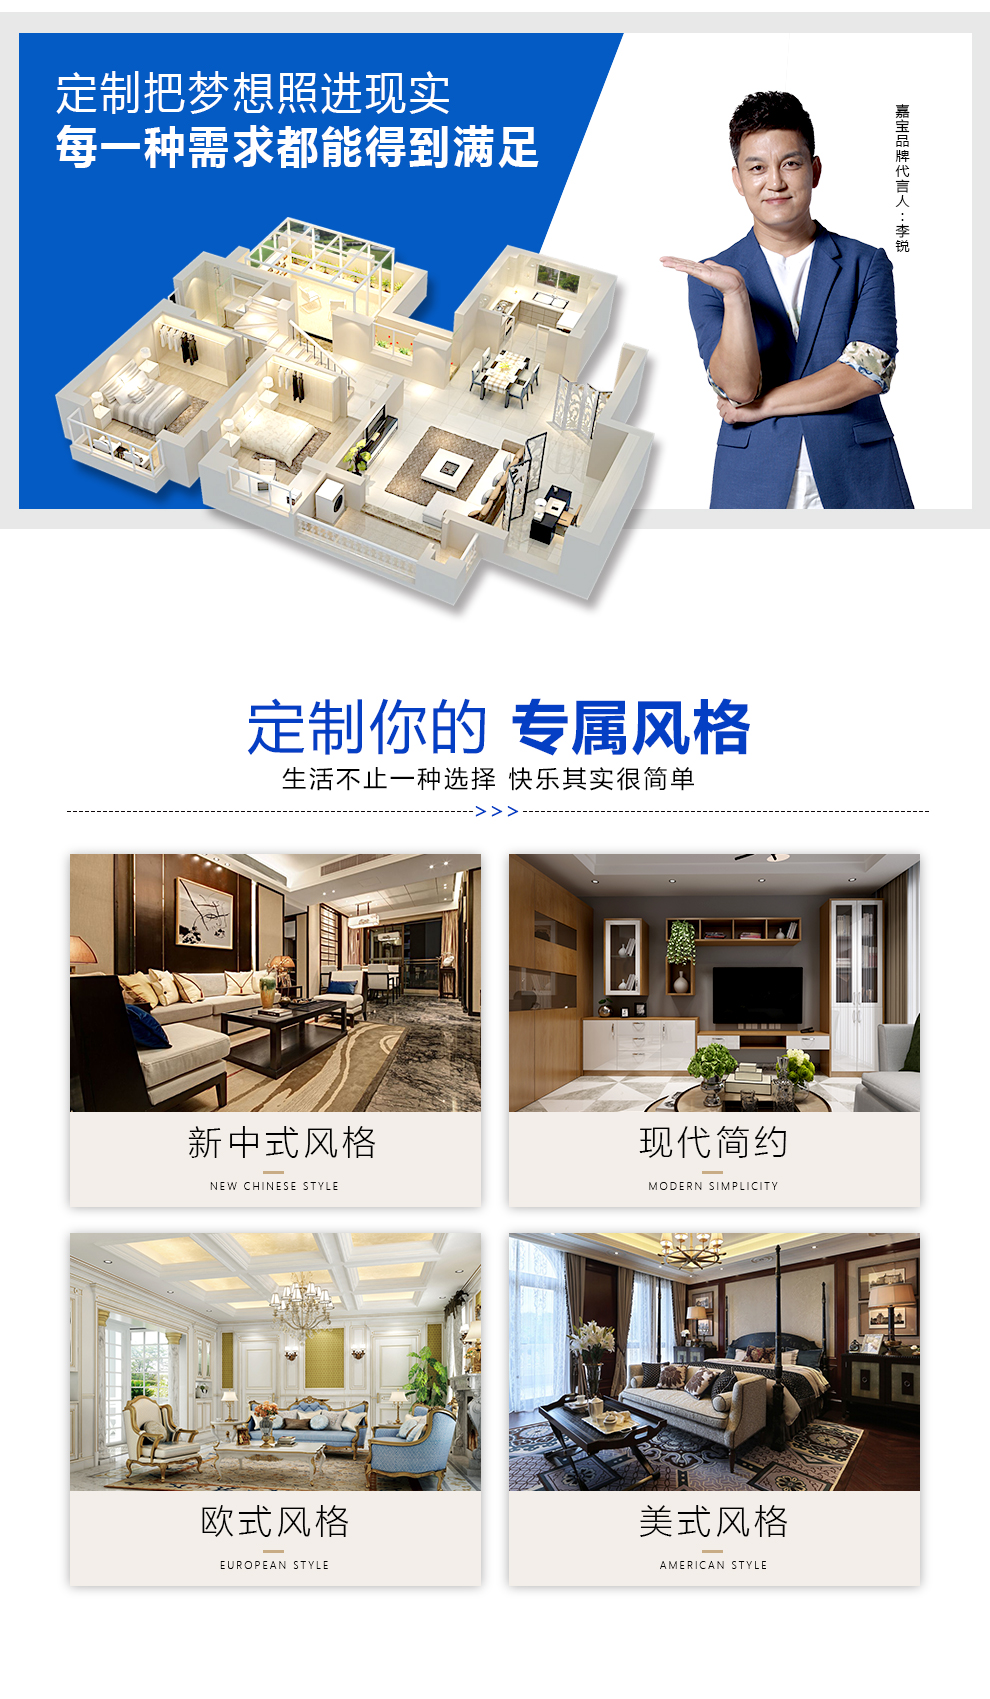 定制把梦想照进现实
每一种需求都能得到满足
嘉宝品牌代言人：李锐
定制你的 专属风格
生活不止一种选择 快乐其实很简单
>>>
新中式风格
NEW CHINESE STYLE
现代简约
MODERN SIMPLICITY
欧式风格
EUROPEAN STYLE
美式风格
AMERICAN STYLE